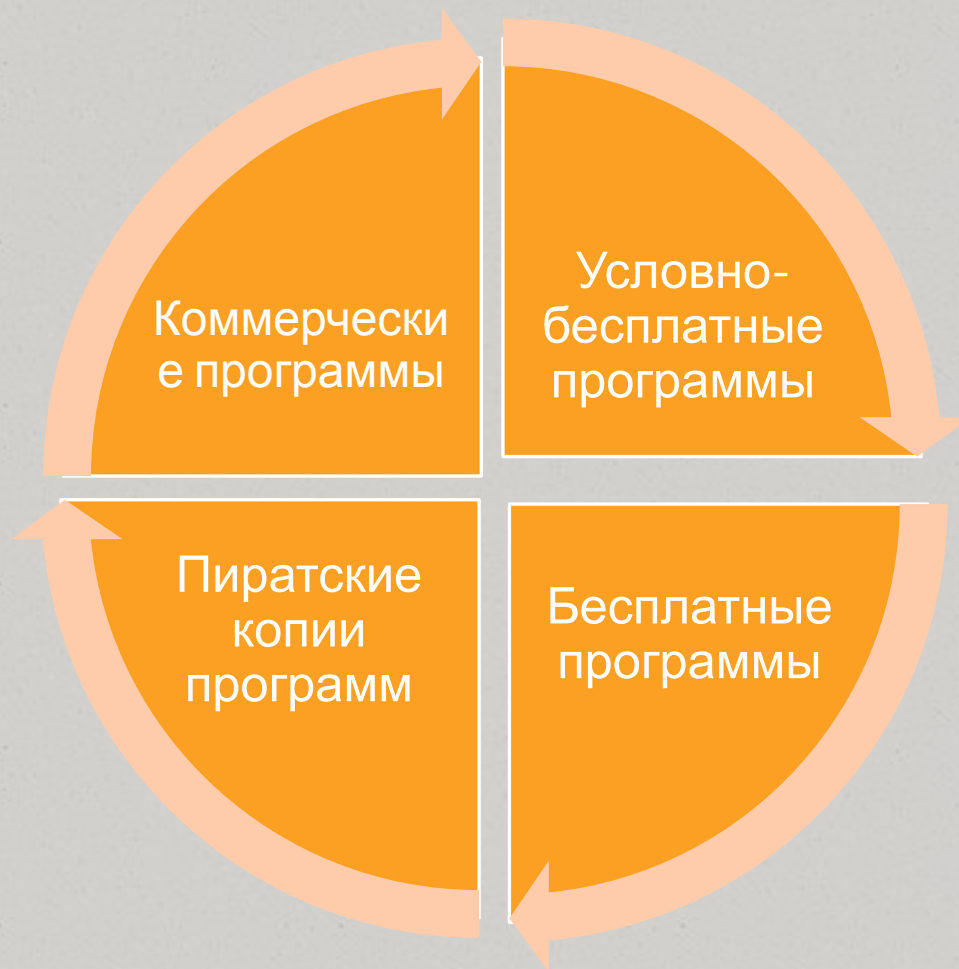 Коммерчески
е программы
Условно-
бесплатные
программы
Пиратские
копии
программ
Бесплатные
программы